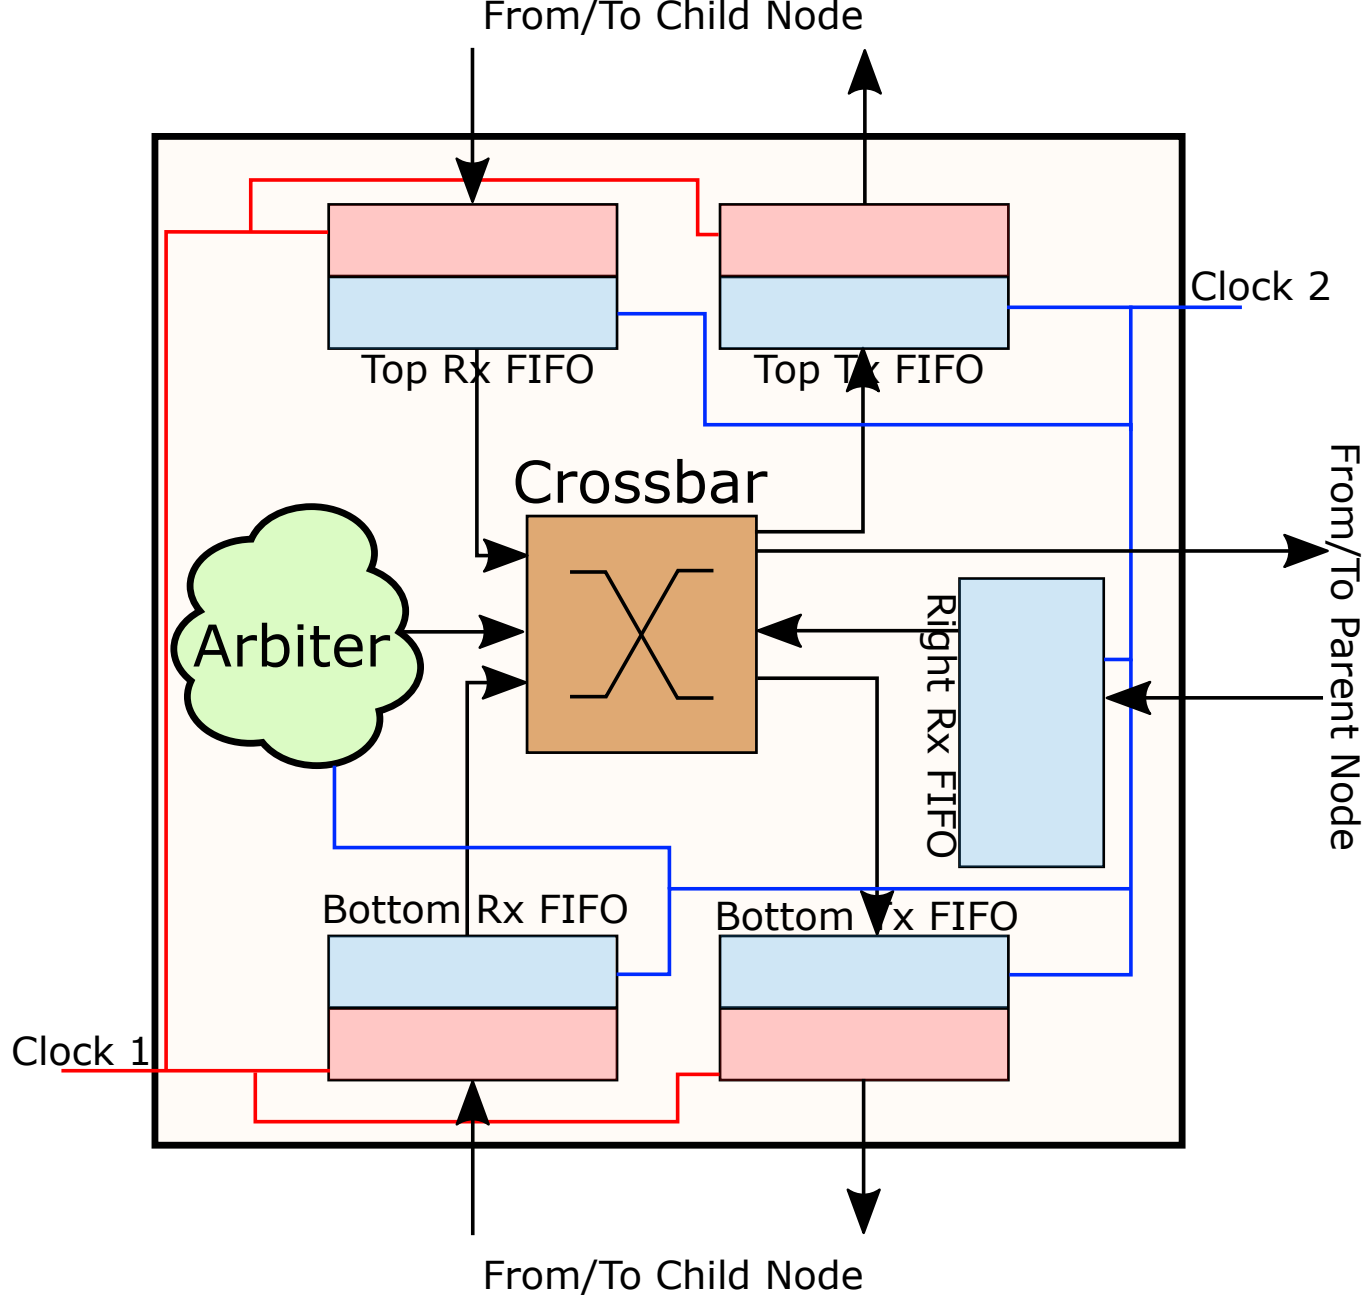 From/To Child Node
Clock 2
Top Rx FIFO
Top Tx FIFO
Crossbar
From/To Parent Node
Arbiter
Right Rx FIFO
Bottom Rx FIFO
Bottom Tx FIFO
Clock 1
From/To Child Node